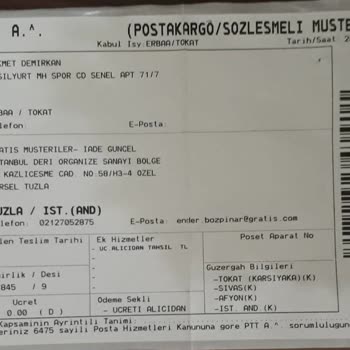 A.^. (POSTAKARGO/SOZLESMELI MUSTE
Kabul Isy ERBAA/TOKAT Tarih/Saat 2
MET DEMIRKAN
SILYURT MH SPOR CD SENEL APT 71/7
BAA / TOKAT
lefon: E-Posta:
ATIS MUSTERILER- IADE GUNCEL
TANBUL DERI ORGANIZE SANAYI BOLGE
KAZLICESME CAD NO.58/H3-4 OZEL
RSEL TUZLA
UZLA / IST.(AND)
lefon : 02127052875 E-Posta: ender.bozpinar@gratis.com
len Teslim Tarihi Ek Hizmetler Poset Aparat No
- UC.ALICIDAN TAHSIL TL
irlik / Desi Guzergah Bilgileri
845 / 9 -TOKAT (KARSIYAKA)(K)
-SIVAS(K)
Ucret Odeme Sekli -AFYON(K)
0.00 ( D ) - UCRETI ALICIDAN -IST AND (K)
Kapsaminin Ayrintili Tanimi:
eriniz 6475 sayili Posta Hizmetleri Kanununa gore PTT A.^. sorumlulugun